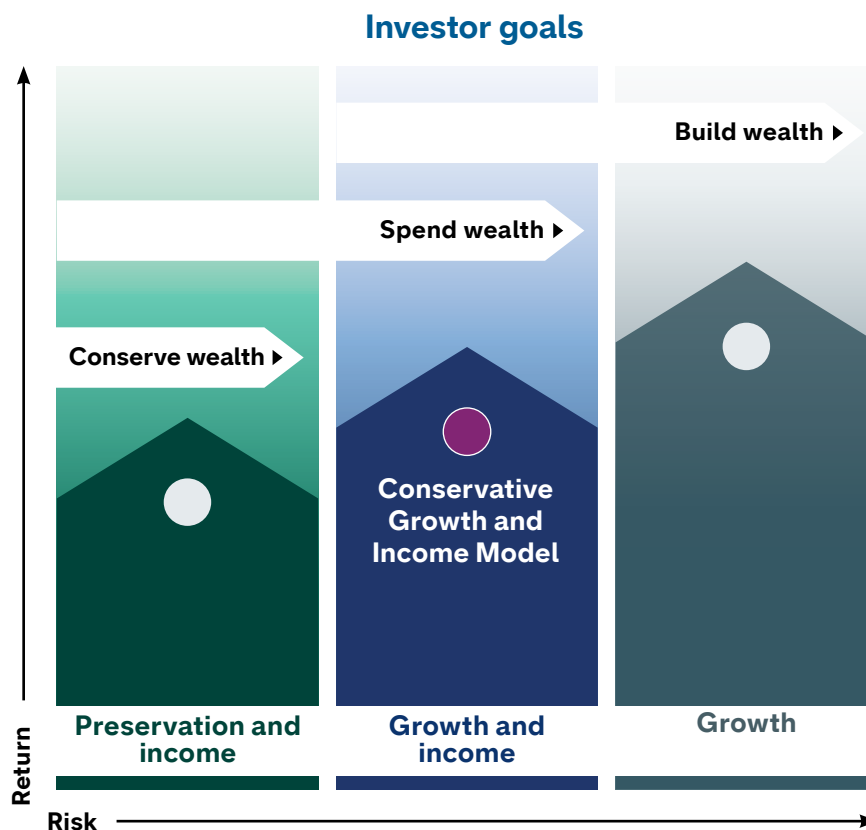 Investor goals
Build wealth
Spend wealth
Conserve wealth
Conservative
Growth and
Income Model
Preservation and
income
Growth and
income
Growth
Return
Risk